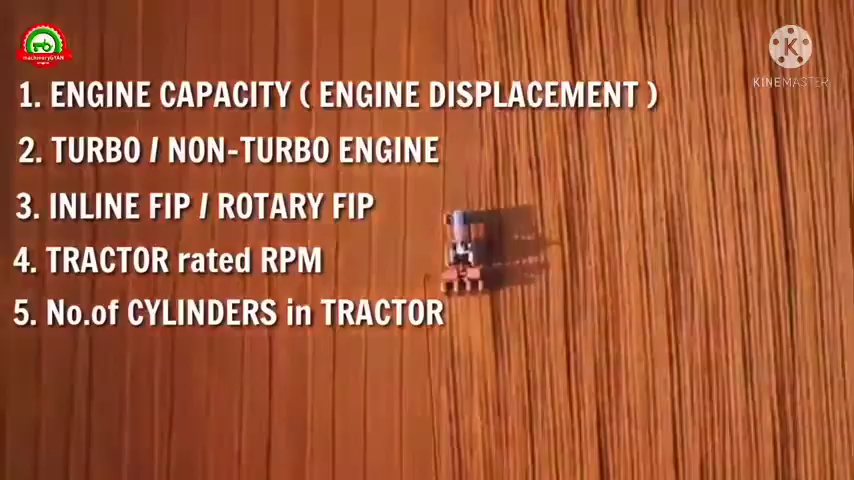 machineryGYAN
KINEMASTER
1. ENGINE CAPACITY ( ENGINE DISPLACEMENT )
2. TURBO / NON-TURBO ENGINE
3. INLINE FIP / ROTARY FIP
4. TRACTOR rated RPM
5. No.of CYLINDERS in TRACTOR